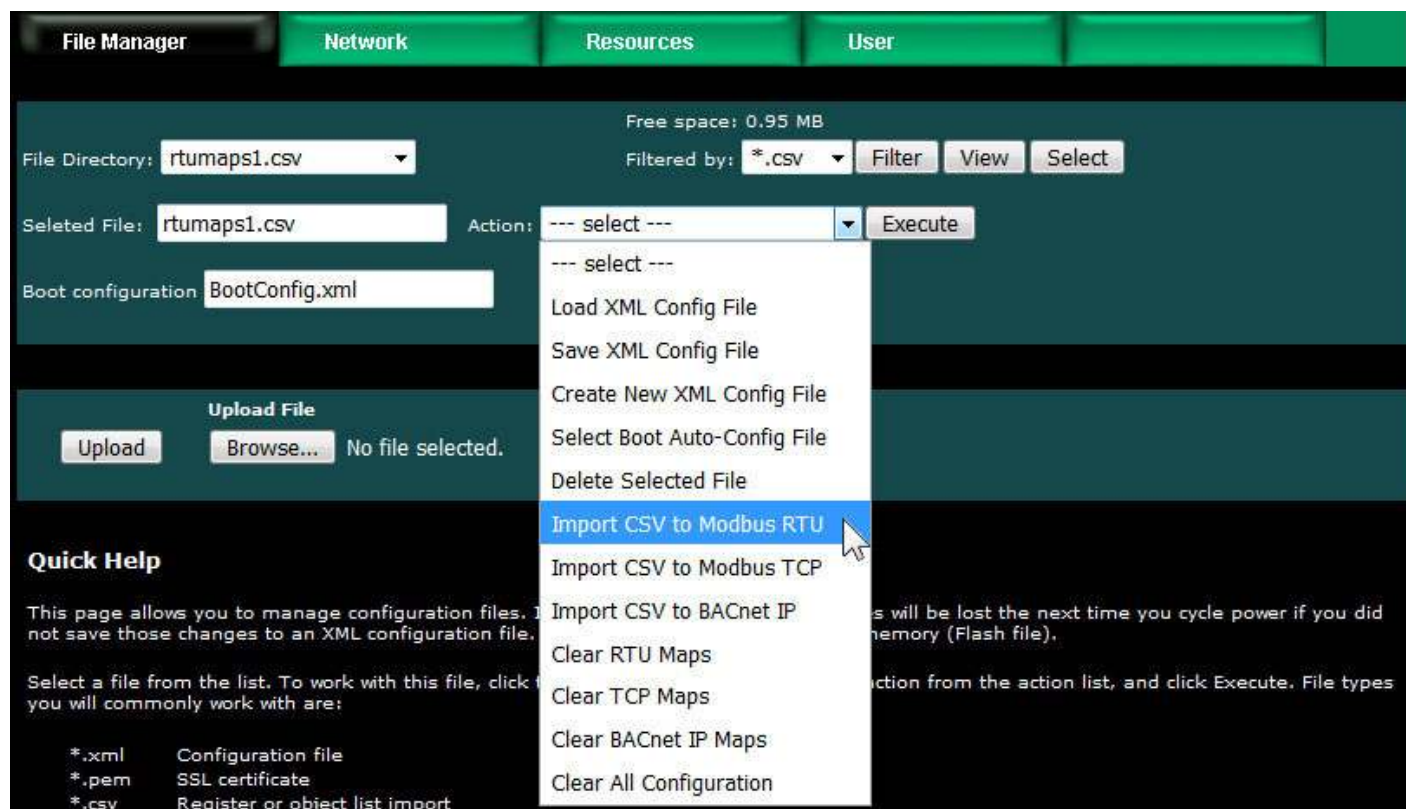 File Manager Network Resources User
Free space: 0.95 MB
File Directory: rtumaps1.csv Filtered by: *.csv Filter View Select
Seleted File: rtumaps1.csv Action: --- select --- Execute
--- select ---
Boot configuration BootConfig.xml
Load XML Config File
Save XML Config File
Create New XML Config File
Select Boot Auto-Config File
Delete Selected File
Import CSV to Modbus RTU
Import CSV to Modbus TCP
Import CSV to BACnet IP
Clear RTU Maps
Clear TCP Maps
Clear BACnet IP Maps
Clear All Configuration
Upload File
Upload Browse... No file selected.
Quick Help
This page allows you to manage configuration files. es will be lost the next time you cycle power if you did
not save those changes to an XML configuration file. memory (Flash file).
Select a file from the list. To work with this file, click ction from the action list, and click Execute. File types
you will commonly work with are:
*.xml Configuration file
*.pem SSL certificate
*.csv Register or object list import